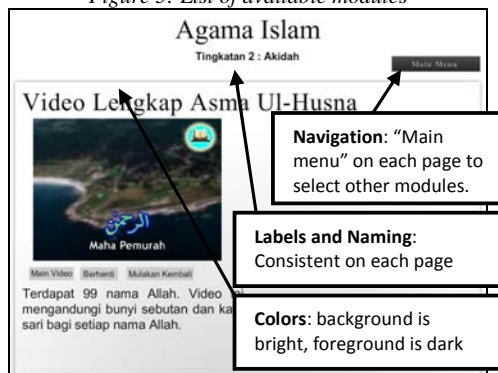 Figure 3: List of available modules
Agama Islam
Tingkatan 2 : Akidah
Main Menu
Video Lengkap Asma Ul-Husna
الرحمن
Maha Pemurah
Main Video Berhenti Mulakan Kembali
Terdapat 99 nama Allah. Video
mengandungi bunyi sebutan dan
sari bagi setiap nama Allah.
Navigation: “Main
menu” on each page to
select other modules.
Labels and Naming:
Consistent on each page
Colors: background is
bright, foreground is dark